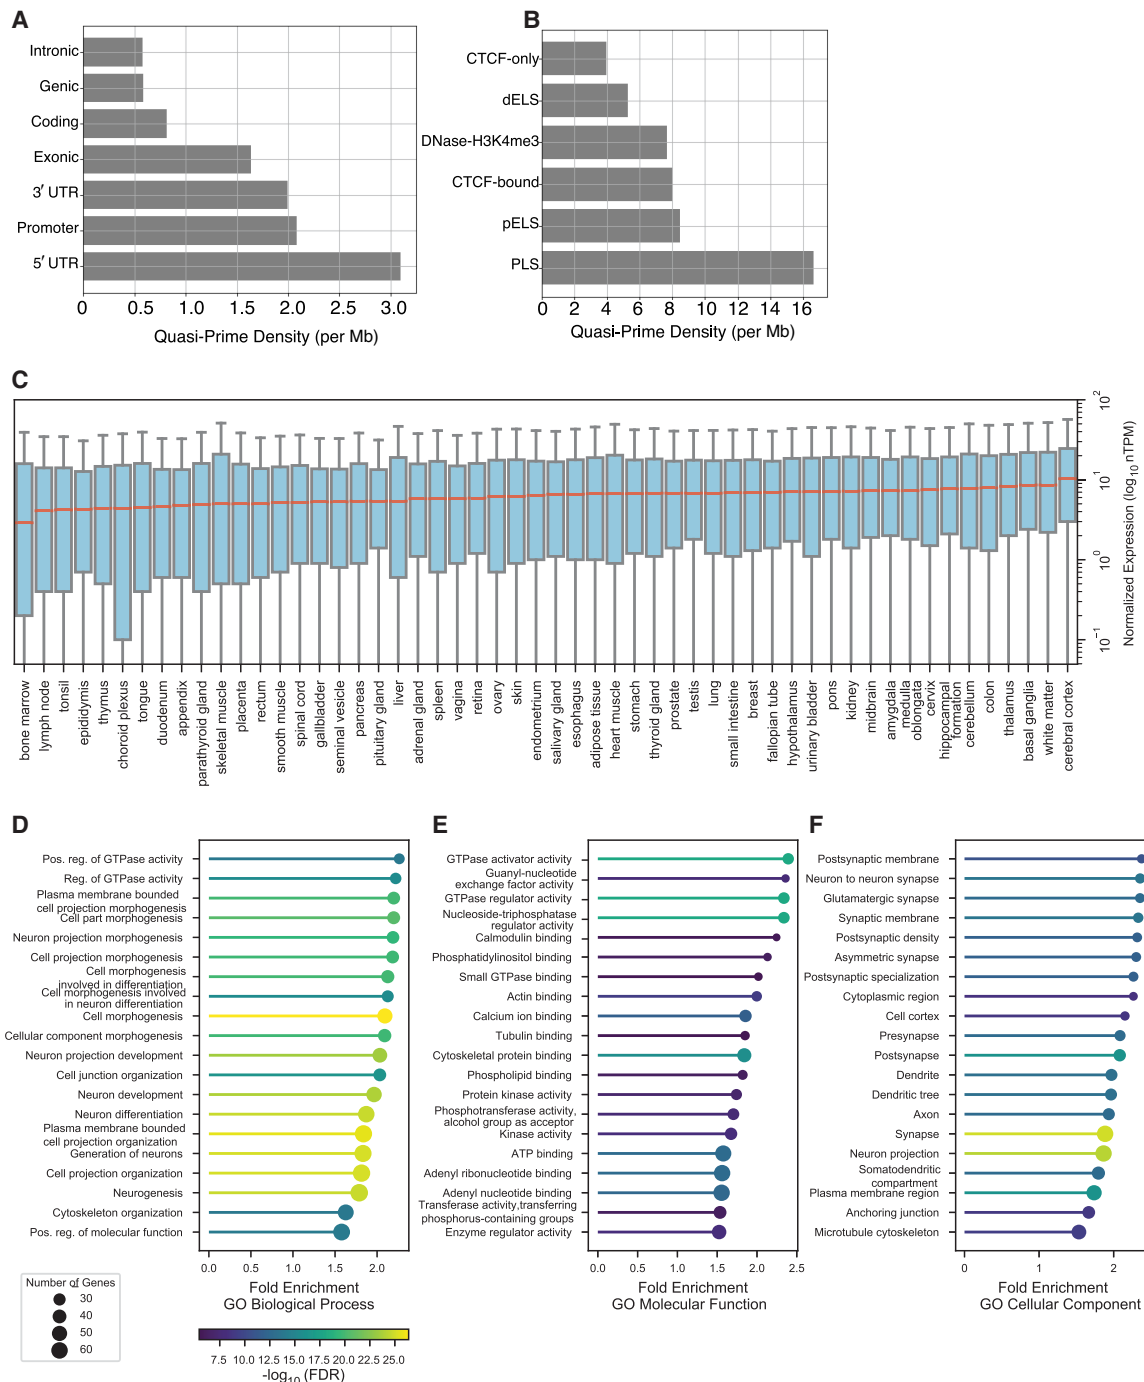 A
Intronic
Genic
Coding
Exonic
3′ UTR
Promoter
5′ UTR
0 0.5 1.0 1.5 2.0 2.5 3.0
Quasi-Prime Density (per Mb)
B
CTCF-only
dELS
DNase-H3K4me3
CTCF-bound
pELS
PLS
0 2 4 6 8 10 12 14 16
Quasi-Prime Density (per Mb)
C
10² 10¹ 10⁰ 10⁻¹
Normalized Expression (log₁₀ nTPM)
bone marrow
lymph node
tonsil
epididymis
thymus
choroid plexus
tongue
duodenum
appendix
parathyroid gland
skeletal muscle
placenta
rectum
smooth muscle
spinal cord
gallbladder
seminal vesicle
pancreas
pituitary gland
liver
adrenal gland
spleen
vagina
retina
ovary
skin
endometrium
salivary gland
esophagus
adipose tissue
heart muscle
stomach
thyroid gland
prostate
testis
lung
small intestine
breast
fallopian tube
hypothalamus
urinary bladder
pons
kidney
midbrain
amygdala
medulla
oblongata
cervix
hippocampal
formation
cerebellum
colon
thalamus
basal ganglia
white matter
cerebral cortex
D
Pos. reg. of GTPase activity
Reg. of GTPase activity
Plasma membrane bounded
cell projection morphogenesis
Cell part morphogenesis
Neuron projection morphogenesis
Cell projection morphogenesis
Cell morphogenesis
involved in differentiation
Cell morphogenesis involved
in neuron differentiation
Cell morphogenesis
Cellular component morphogenesis
Neuron projection development
Cell junction organization
Neuron development
Neuron differentiation
Plasma membrane bounded
cell projection organization
Generation of neurons
Cell projection organization
Neurogenesis
Cytoskeleton organization
Pos. reg. of molecular function
0.0 0.5 1.0 1.5 2.0
Fold Enrichment
GO Biological Process
E
GTPase activator activity
Guanyl-nucleotide
exchange factor activity
GTPase regulator activity
Nucleoside-triphosphatase
regulator activity
Calmodulin binding
Phosphatidylinositol binding
Small GTPase binding
Actin binding
Calcium ion binding
Tubulin binding
Cytoskeletal protein binding
Phospholipid binding
Protein kinase activity
Phosphotransferase activity,
alcohol group as acceptor
Kinase activity
ATP binding
Adenyl ribonucleotide binding
Adenyl nucleotide binding
Transferase activity,transferring
phosphorus-containing groups
Enzyme regulator activity
0.0 0.5 1.0 1.5 2.0 2.5
Fold Enrichment
GO Molecular Function
F
Postsynaptic membrane
Neuron to neuron synapse
Glutamatergic synapse
Synaptic membrane
Postsynaptic density
Asymmetric synapse
Postsynaptic specialization
Cytoplasmic region
Cell cortex
Presynapse
Postsynapse
Dendrite
Dendritic tree
Axon
Synapse
Neuron projection
Somatodendritic
compartment
Plasma membrane region
Anchoring junction
Microtubule cytoskeleton
0 1 2
Fold Enrichment
GO Cellular Component
Number of Genes
30
40
50
60
7.5 10.0 12.5 15.0 17.5 20.0 22.5 25.0
-log₁₀ (FDR)